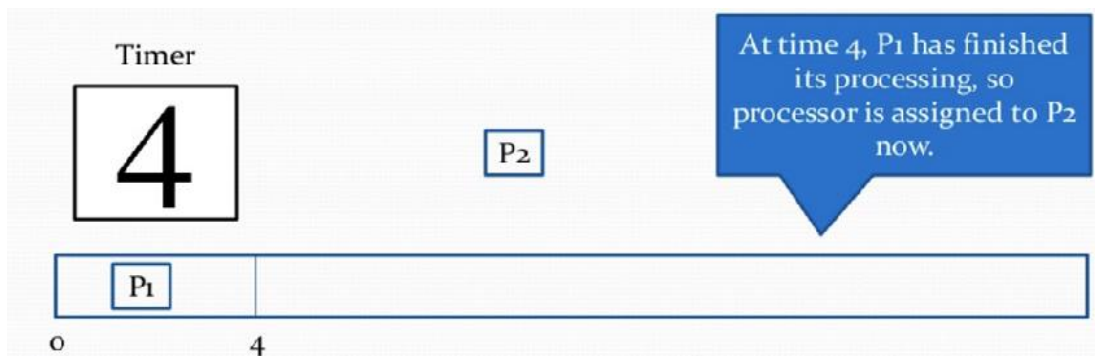 Timer
4
P2
At time 4, P1 has finished
its processing, so
processor is assigned to P2
now.
P1
0
4